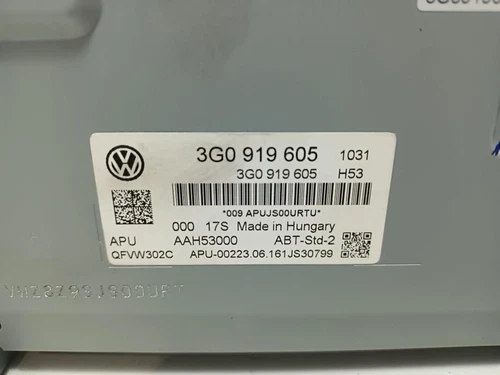 3G0 919 605 1031
3G0 919 605 H53
*009 APUJS00URTU*
000 17S Made in Hungary
APU AAH53000 ABT-Std-2
QFVW302C APU-00223.06.161JS30799